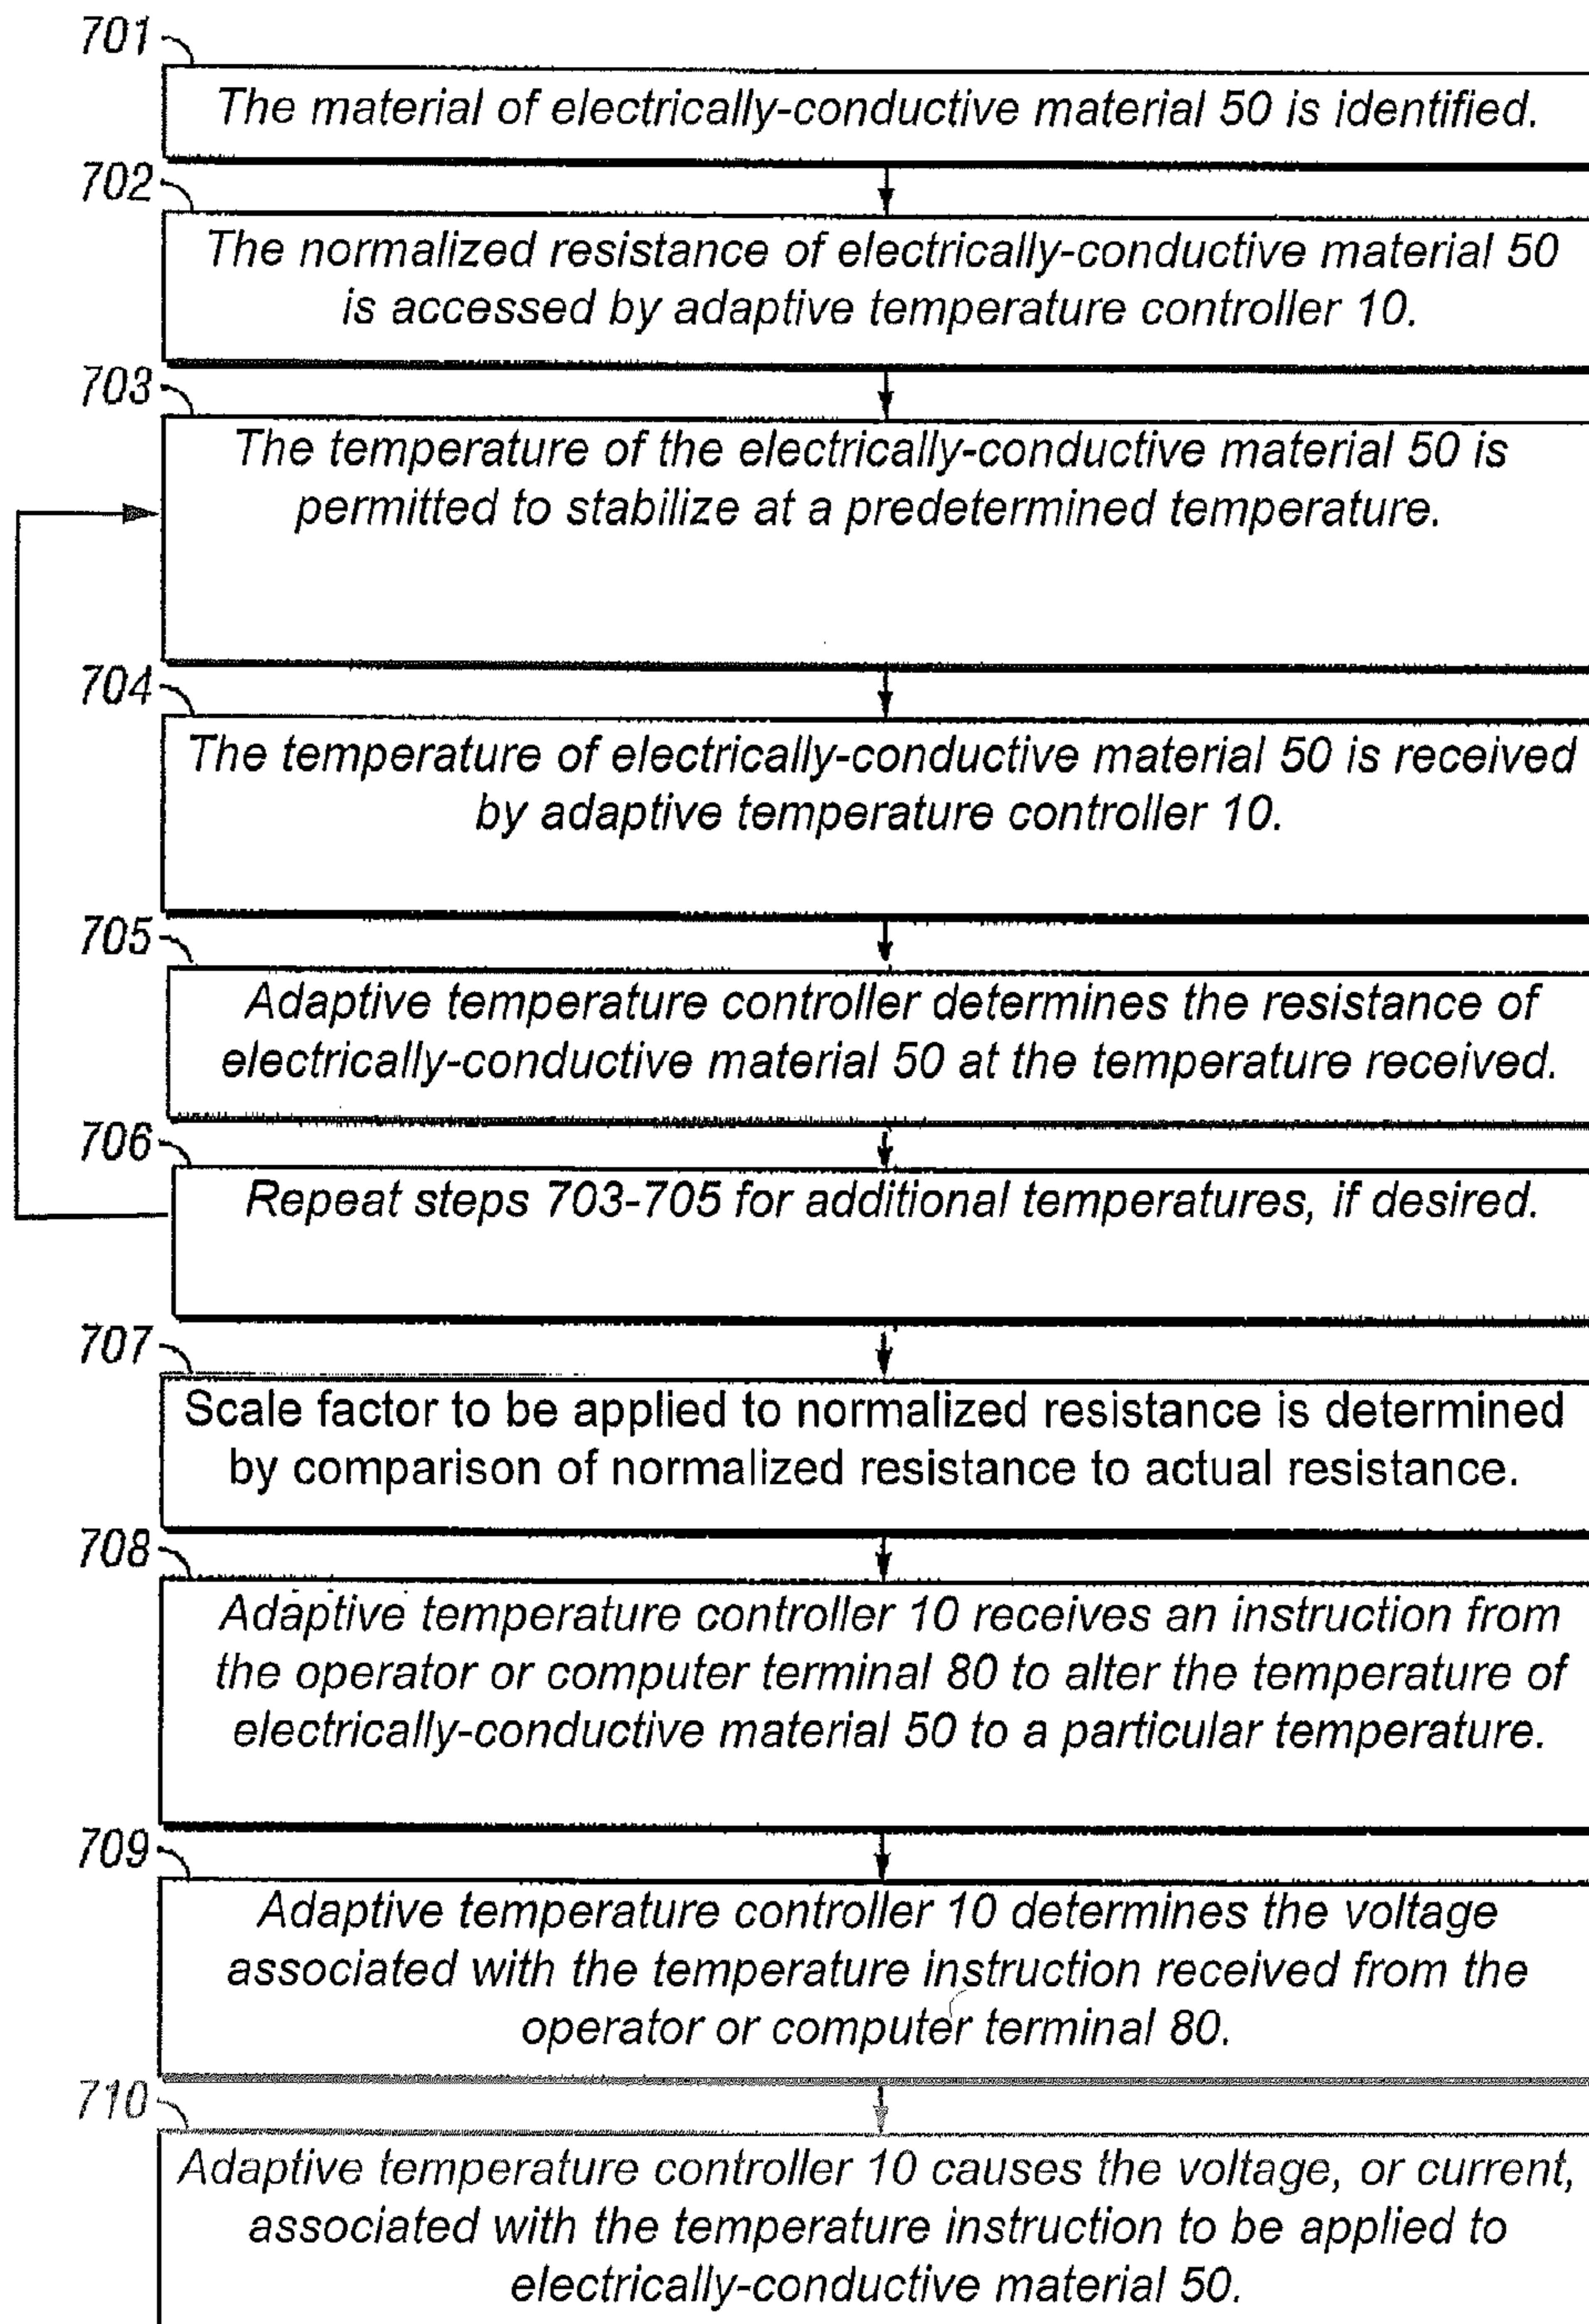 701
The material of electrically-conductive material 50 is identified.
702
The normalized resistance of electrically-conductive material 50
is accessed by adaptive temperature controller 10.
703
The temperature of the electrically-conductive material 50 is
permitted to stabilize at a predetermined temperature.
704
The temperature of electrically-conductive material 50 is received
by adaptive temperature controller 10.
705
Adaptive temperature controller determines the resistance of
electrically-conductive material 50 at the temperature received.
706
Repeat steps 703-705 for additional temperatures, if desired.
707
Scale factor to be applied to normalized resistance is determined
by comparison of normalized resistance to actual resistance.
708
Adaptive temperature controller 10 receives an instruction from
the operator or computer terminal 80 to alter the temperature of
electrically-conductive material 50 to a particular temperature.
709
Adaptive temperature controller 10 determines the voltage
associated with the temperature instruction received from the
operator or computer terminal 80.
710
Adaptive temperature controller 10 causes the voltage, or current,
associated with the temperature instruction to be applied to
electrically-conductive material 50.